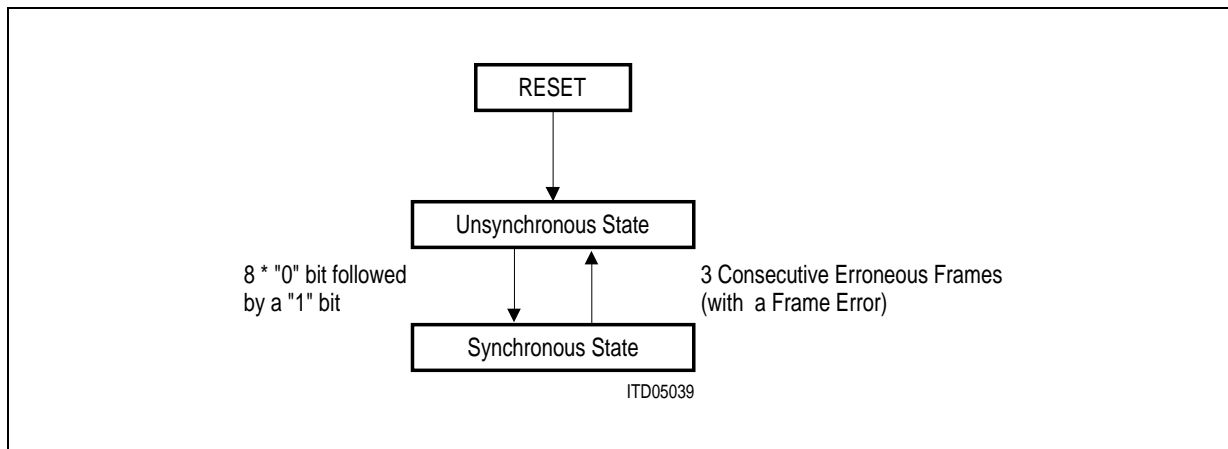 RESET
Unsynchronous State
8 * "0" bit followed
by a "1" bit
3 Consecutive Erroneous Frames
(with a Frame Error)
Synchronous State
ITD05039